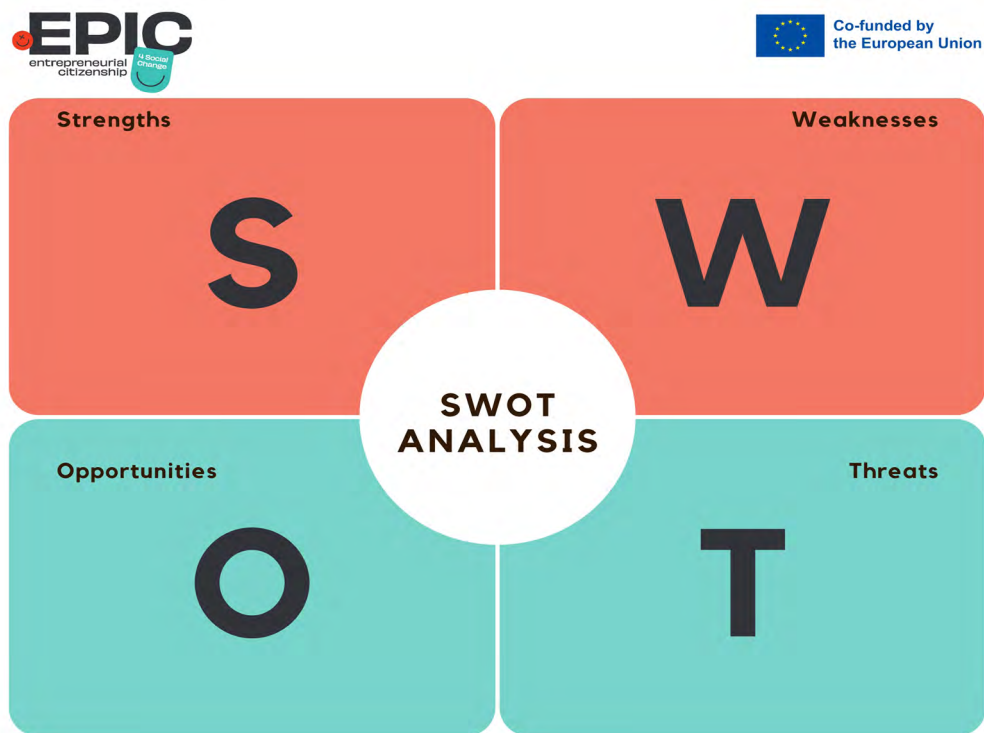 EPIC
entrepreneurial
citizenship
4 Social
Change
Co-funded by
the European Union
Strengths
Weaknesses
S
W
SWOT
ANALYSIS
Opportunities
Threats
O
T